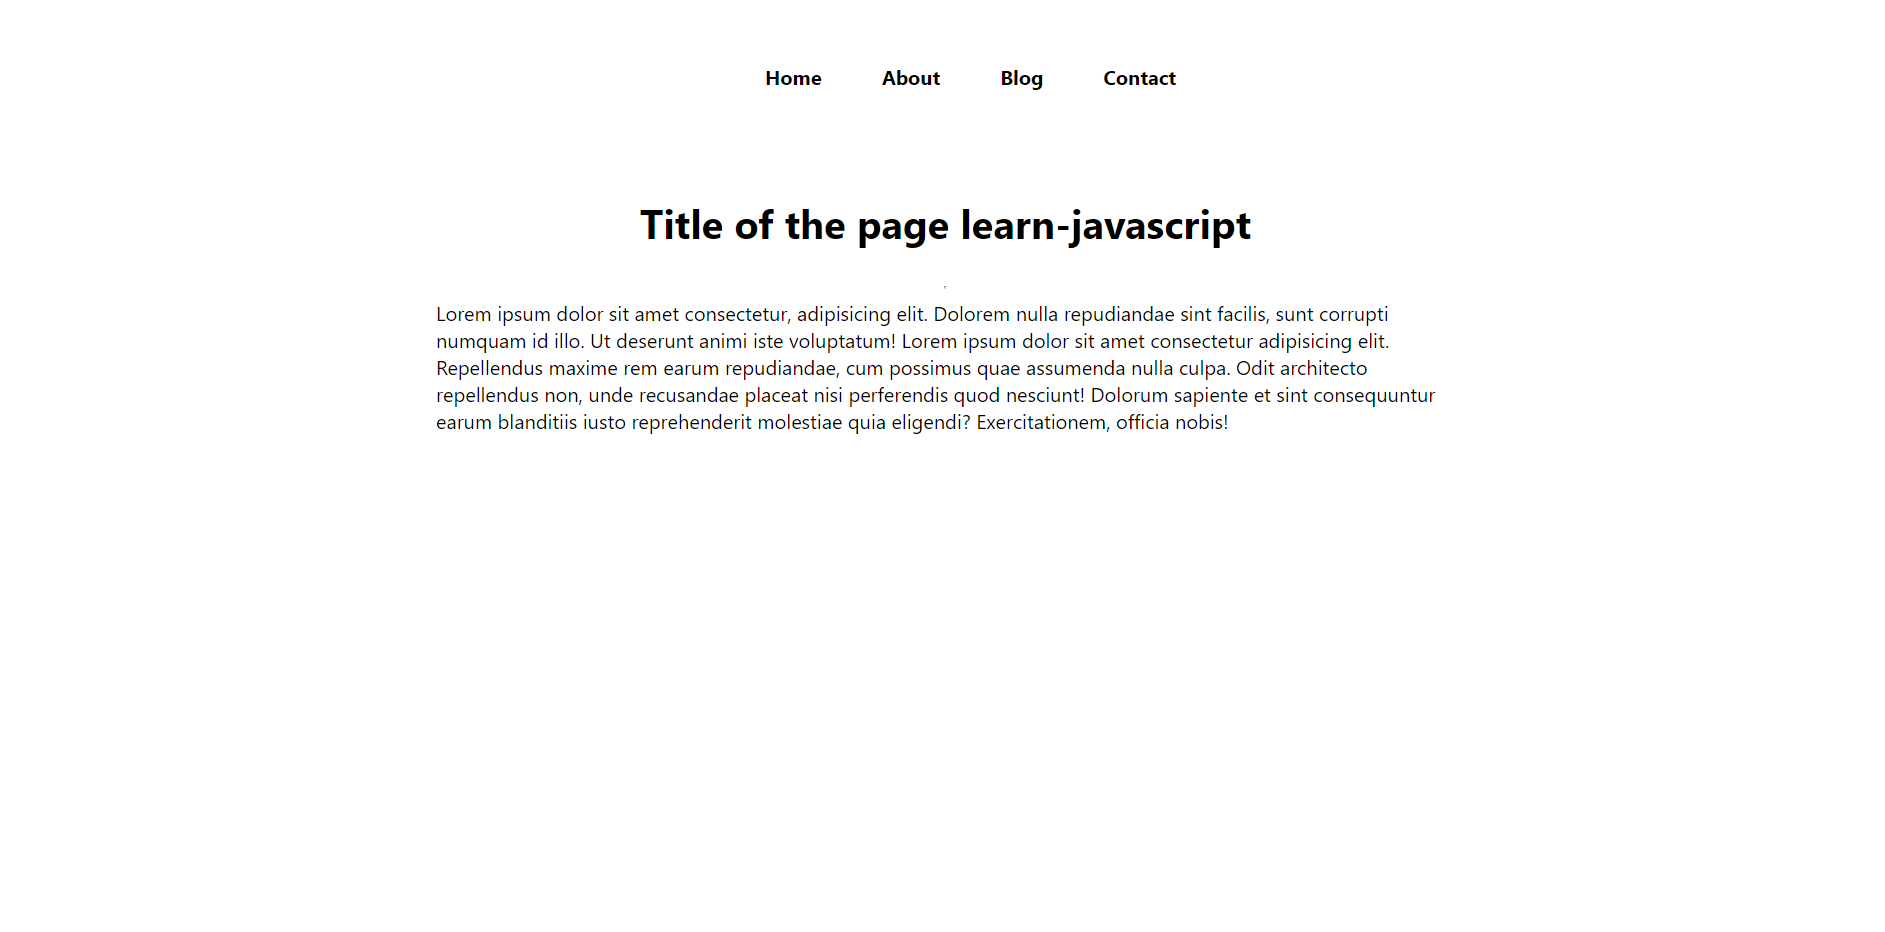 Home About Blog Contact
Title of the page learn-javascript
Lorem ipsum dolor sit amet consectetur, adipisicing elit. Dolorem nulla repudiandae sint facilis, sunt corrupti
numquam id illo. Ut deserunt animi iste voluptatum! Lorem ipsum dolor sit amet consectetur adipisicing elit.
Repellendus maxime rem earum repudiandae, cum possimus quae assumenda nulla culpa. Odit architecto
repellendus non, unde recusandae placeat nisi perferendis quod nesciunt! Dolorum sapiente et sint consequuntur
earum blanditiis iusto reprehenderit molestiae quia eligendi? Exercitationem, officia nobis!